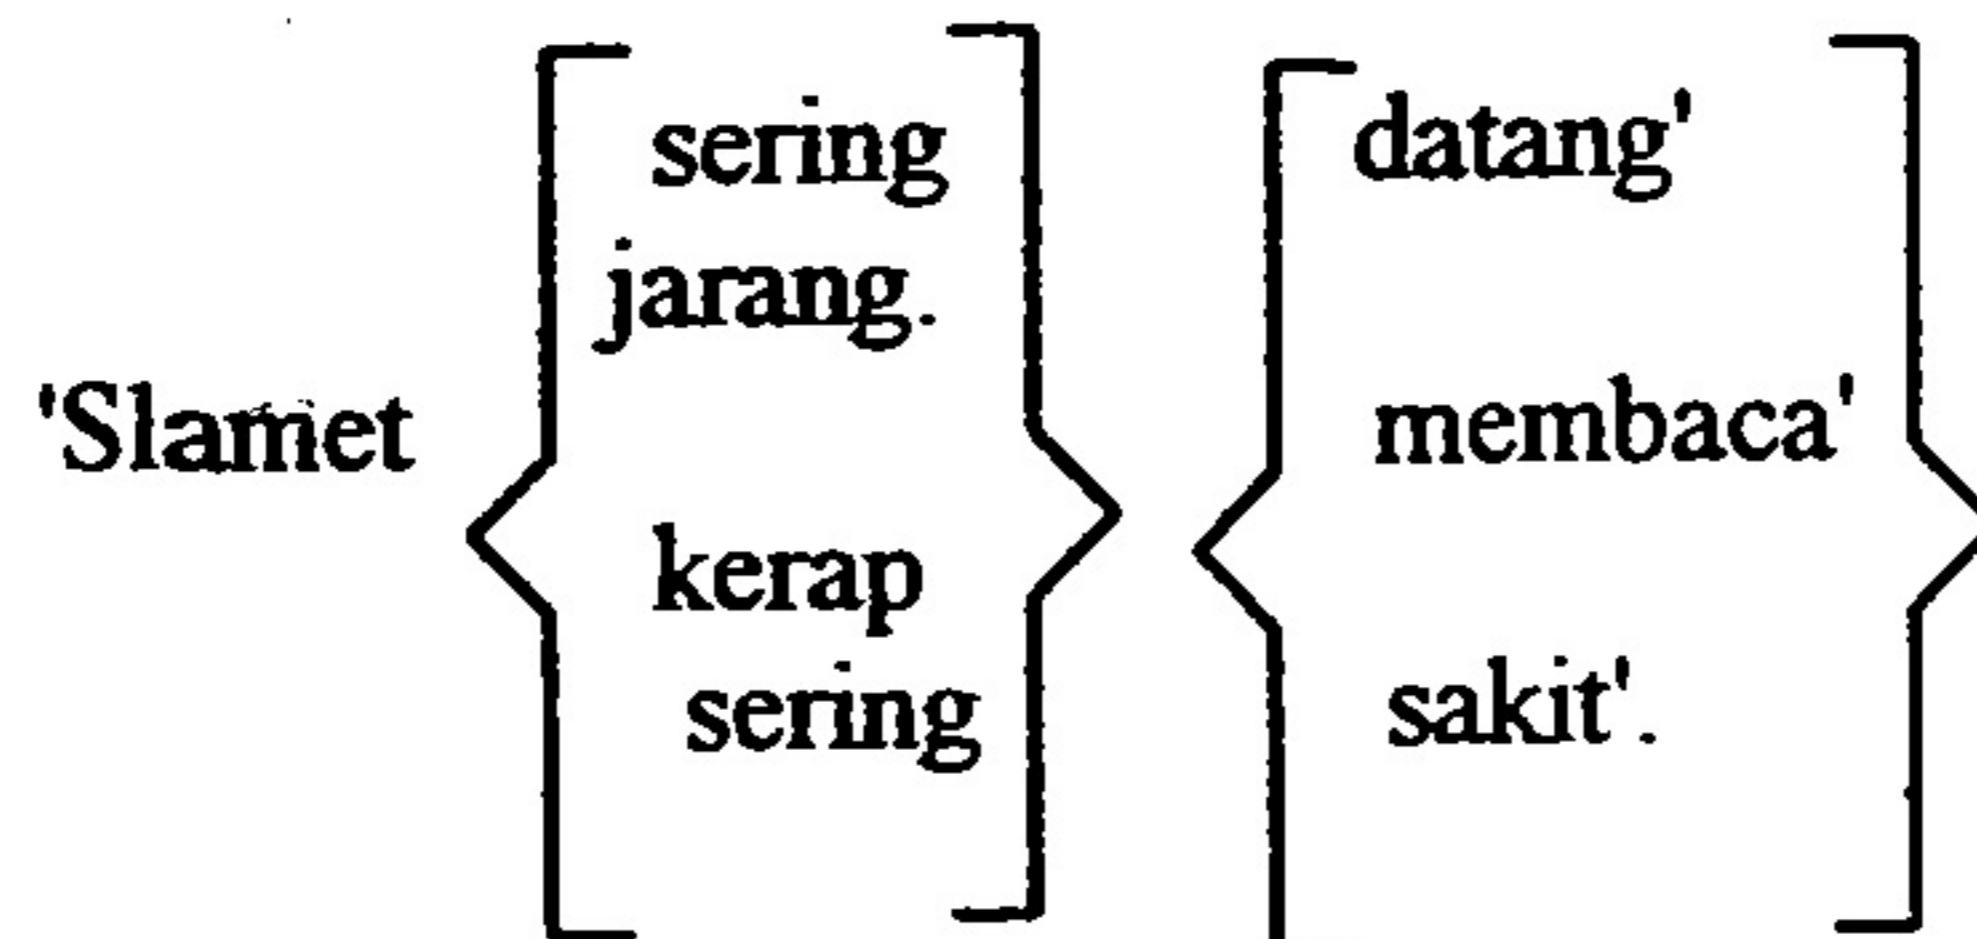 sering datang'
jarang.
'Slamet membaca'
kerap
sering sakit'.